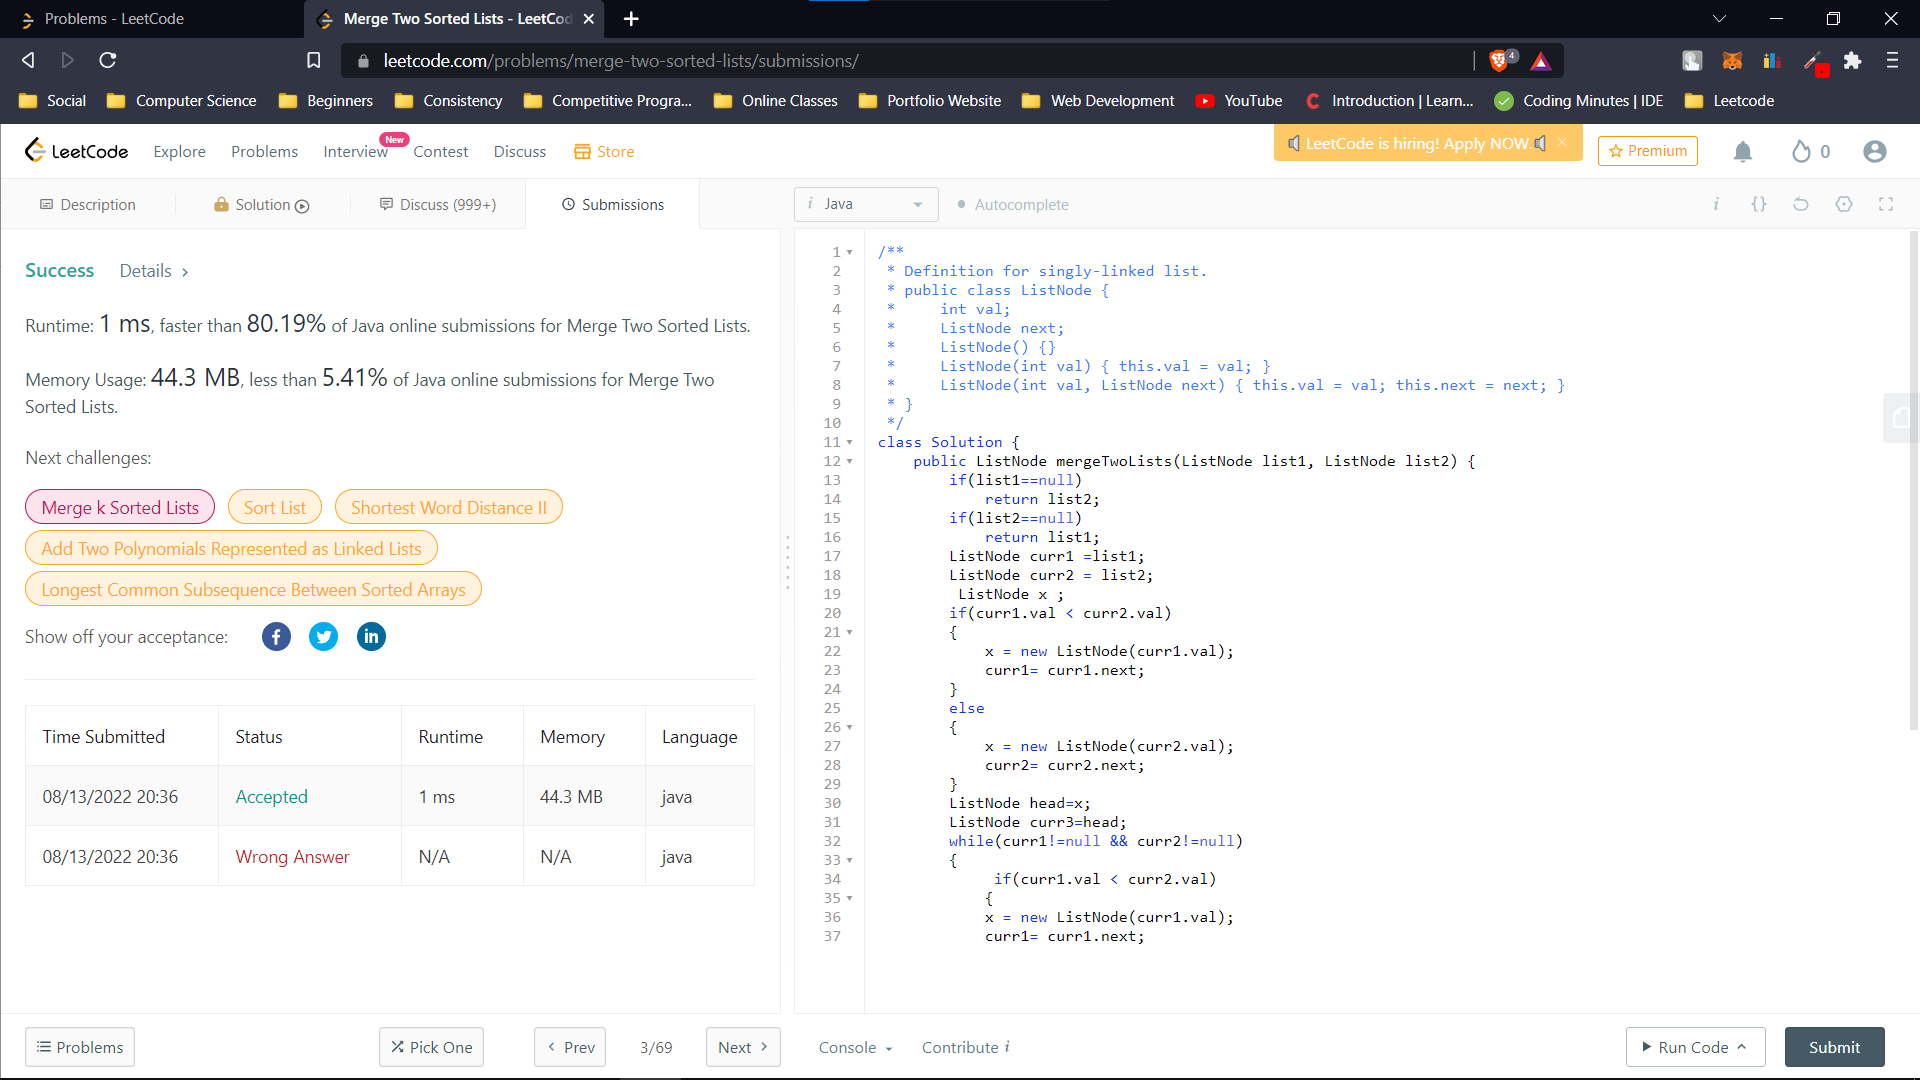 Problems - LeetCode
Merge Two Sorted Lists - LeetCod
leetcode.com/problems/merge-two-sorted-lists/submissions/
4
Social Computer Science Beginners Consistency Competitive Progra... Online Classes Portfolio Website Web Development YouTube Introduction | Learn... Coding Minutes | IDE Leetcode
LeetCode Explore Problems Interview New Contest Discuss Store LeetCode is hiring! Apply NOW. Premium 0
Description Solution Discuss (999+) Submissions
i Java Autocomplete i {}
Success Details
Runtime: 1 ms, faster than 80.19% of Java online submissions for Merge Two Sorted Lists.
Memory Usage: 44.3 MB, less than 5.41% of Java online submissions for Merge Two
Sorted Lists.
Next challenges:
Merge k Sorted Lists Sort List Shortest Word Distance II
Add Two Polynomials Represented as Linked Lists
Longest Common Subsequence Between Sorted Arrays
Show off your acceptance:
Time Submitted Status Runtime Memory Language
08/13/2022 20:36 Accepted 1 ms 44.3 MB java
08/13/2022 20:36 Wrong Answer N/A N/A java
1 /**
2 * Definition for singly-linked list.
3 * public class ListNode {
4 *     int val;
5 *     ListNode next;
6 *     ListNode() {}
7 *     ListNode(int val) { this.val = val; }
8 *     ListNode(int val, ListNode next) { this.val = val; this.next = next; }
9 * }
10 */
11 class Solution {
12     public ListNode mergeTwoLists(ListNode list1, ListNode list2) {
13         if(list1==null)
14             return list2;
15         if(list2==null)
16             return list1;
17         ListNode curr1 =list1;
18         ListNode curr2 = list2;
19          ListNode x ;
20         if(curr1.val < curr2.val)
21         {
22             x = new ListNode(curr1.val);
23             curr1= curr1.next;
24         }
25         else
26         {
27             x = new ListNode(curr2.val);
28             curr2= curr2.next;
29         }
30         ListNode head=x;
31         ListNode curr3=head;
32         while(curr1!=null && curr2!=null)
33         {
34              if(curr1.val < curr2.val)
35             {
36             x = new ListNode(curr1.val);
37             curr1= curr1.next;
Problems Pick One Prev 3/69 Next Console Contribute i Run Code Submit